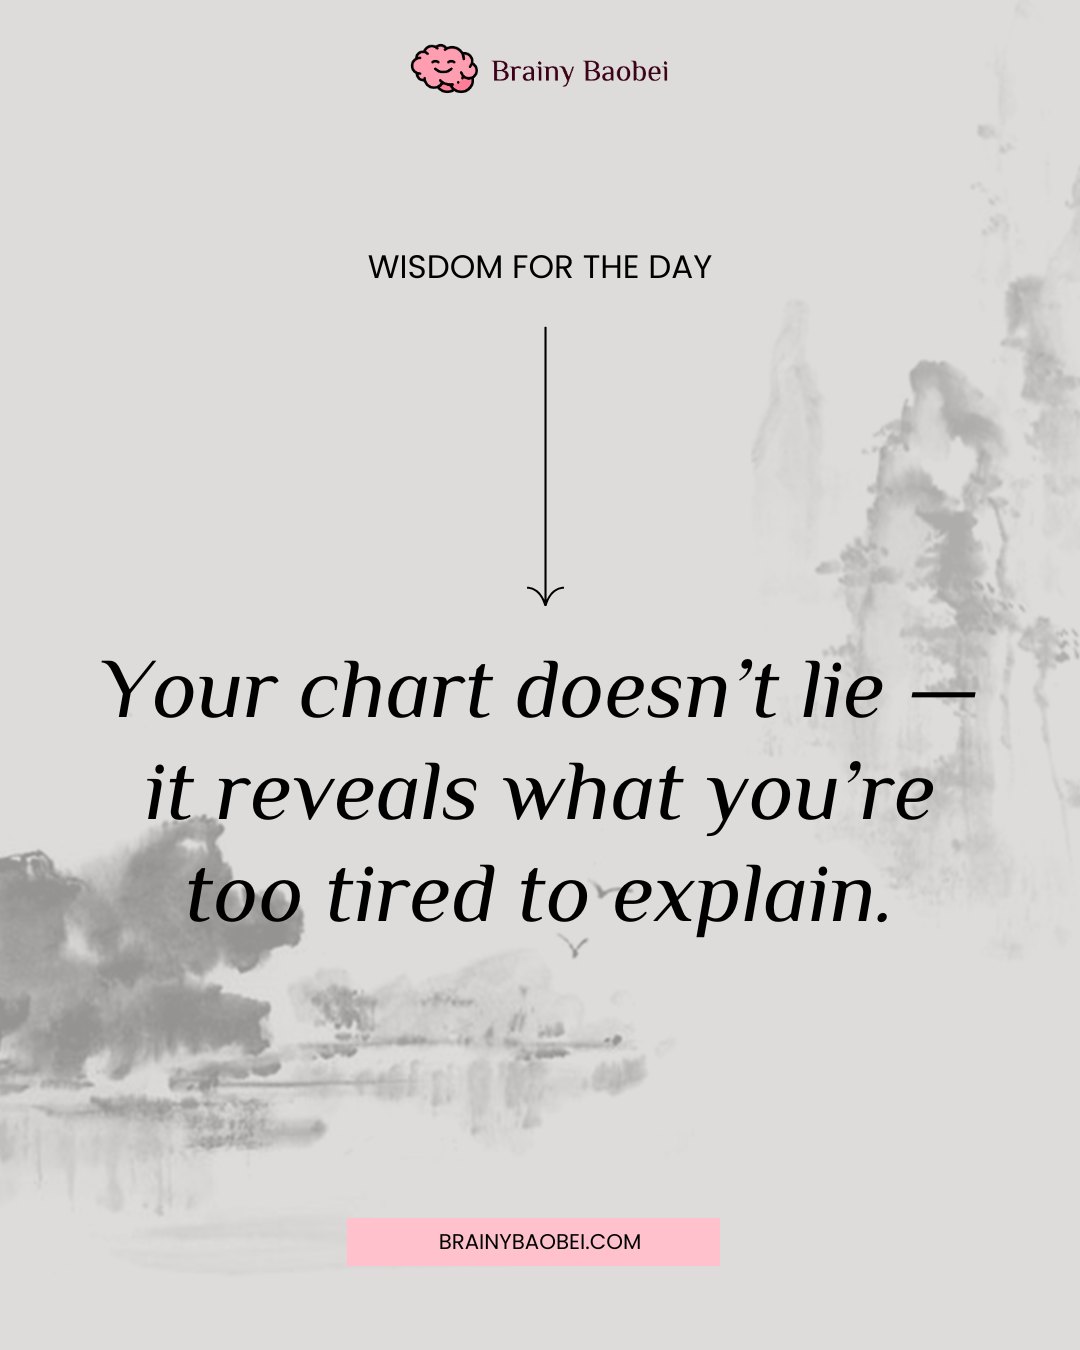 Brainy Baobei
WISDOM FOR THE DAY
Your chart doesn’t lie —
it reveals what you’re
too tired to explain.
BRAINYBAOBEI.COM